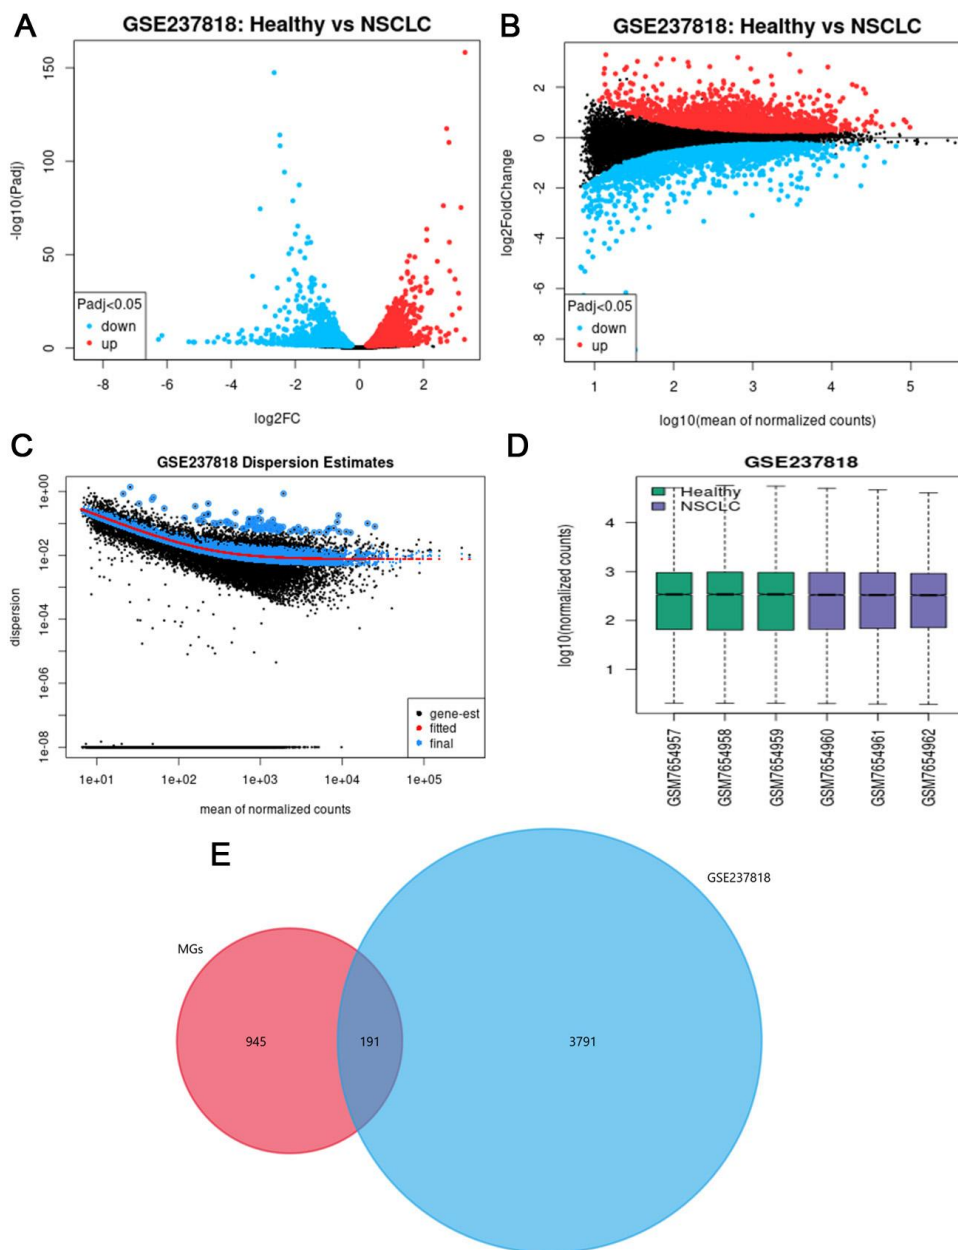 A
GSE237818: Healthy vs NSCLC
-log10(Padj)
150
100
50
0
Padj<0.05
down
up
-8 -6 -4 -2 0 2
log2FC
B
GSE237818: Healthy vs NSCLC
log2FoldChange
2
0
-2
-4
-6
-8
Padj<0.05
down
up
1 2 3 4 5
log10(mean of normalized counts)
C
GSE237818 Dispersion Estimates
dispersion
1e+00
1e-02
1e-04
1e-06
1e-08
gene-est
fitted
final
1e+01 1e+02 1e+03 1e+04 1e+05
mean of normalized counts
D
GSE237818
log10(normalized counts)
Healthy
NSCLC
4
3
2
1
GSM7654957
GSM7654958
GSM7654959
GSM7654960
GSM7654961
GSM7654962
E
GSE237818
MGs
945 191 3791